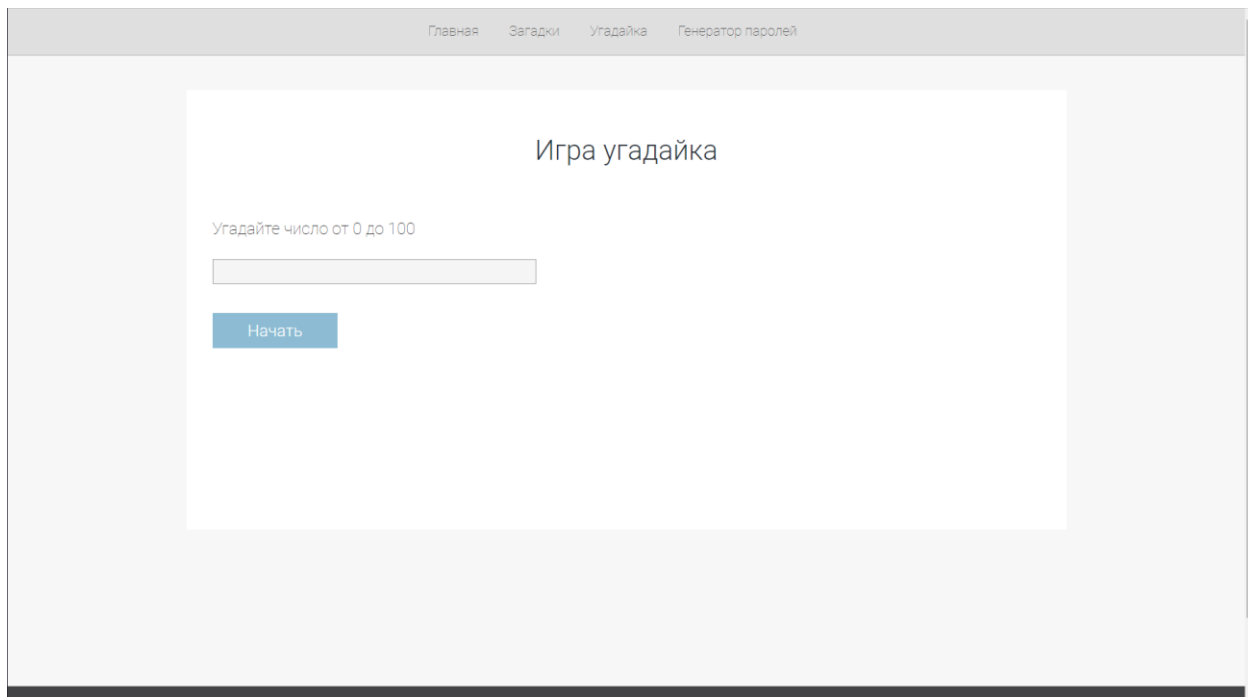 Главная Загадки Угадайка Генератор паролей
Игра угадайка
Угадайте число от 0 до 100
Начать